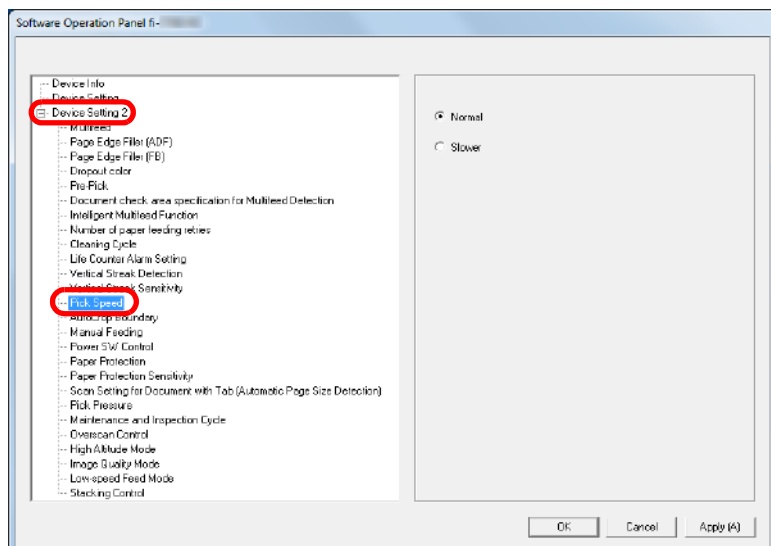 Software Operation Panel fi-
Device Info
Device Setting
Device Setting 2
Multifeed
Page Edge Filler (ADF)
Page Edge Filler (FB)
Dropout color
Pre-Pick
Document check area specification for Multifeed Detection
Intelligent Multifeed Function
Number of paper feeding retries
Cleaning Cycle
Life Counter Alarm Setting
Vertical Streak Detection
Vertical Streak Sensitivity
Pick Speed
AutoCrop Boundary
Manual Feeding
Power SW Control
Paper Protection
Paper Protection Sensitivity
Scan Setting for Document with Tab (Automatic Page Size Detection)
Pick Pressure
Maintenance and Inspection Cycle
Overscan Control
High Altitude Mode
Image Quality Mode
Low-speed Feed Mode
Stacking Control
Normal
Slower
OK Cancel Apply (A)